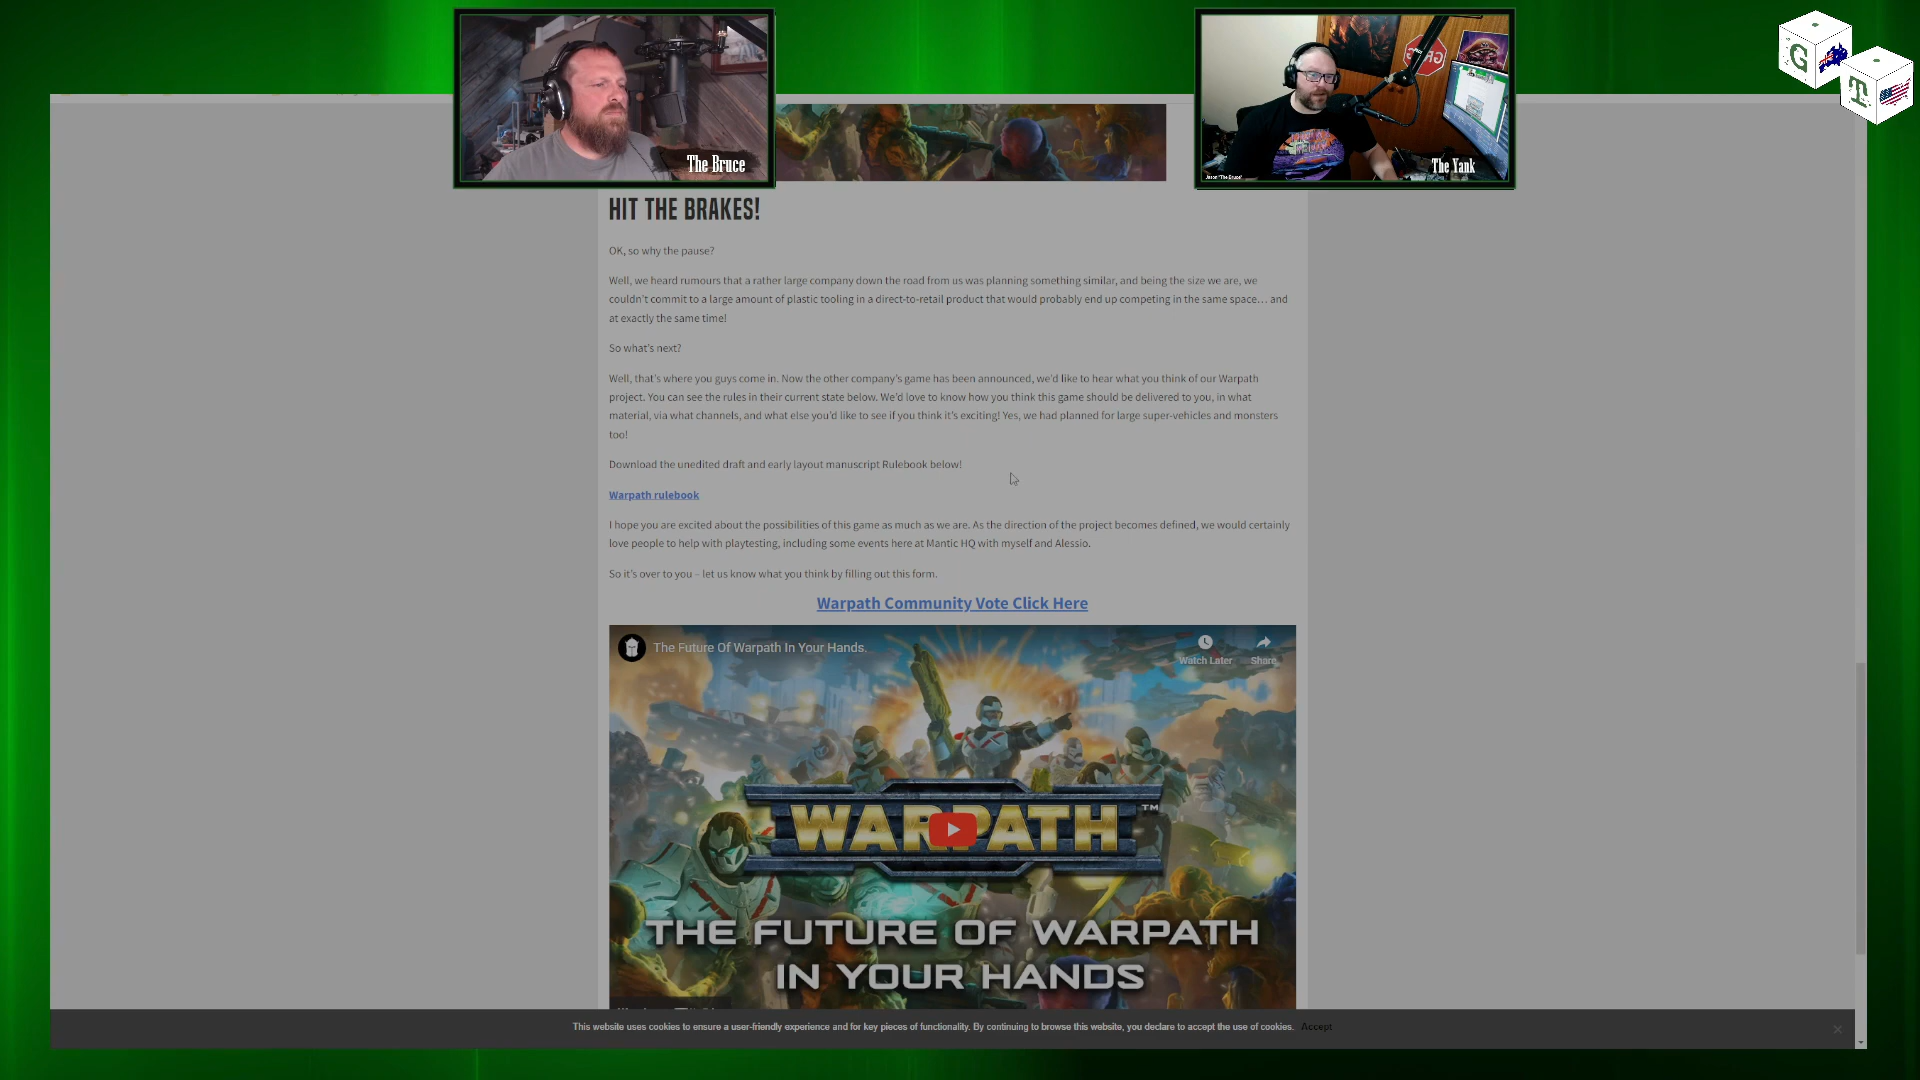 The Bruce
The Yank
Jason "The Bruce"
G
T
HIT THE BRAKES!
OK, so why the pause?
Well, we heard rumours that a rather large company down the road from us was planning something similar, and being the size we are, we
couldn't commit to a large amount of plastic tooling in a direct-to-retail product that would probably end up competing in the same space… and
at exactly the same time!
So what's next?
Well, that's where you guys come in. Now the other company's game has been announced, we'd like to hear what you think of our Warpath
project. You can see the rules in their current state below. We'd love to know how you think this game should be delivered to you, in what
material, via what channels, and what else you'd like to see if you think it's exciting! Yes, we had planned for large super-vehicles and monsters
too!
Download the unedited draft and early layout manuscript Rulebook below!
Warpath rulebook
I hope you are excited about the possibilities of this game as much as we are. As the direction of the project becomes defined, we would certainly
love people to help with playtesting, including some events here at Mantic HQ with myself and Alessio.
So it's over to you – let us know what you think by filling out this form.
Warpath Community Vote Click Here
The Future Of Warpath In Your Hands.
Watch Later
Share
WARPATH™
THE FUTURE OF WARPATH
IN YOUR HANDS
This website uses cookies to ensure a user-friendly experience and for key pieces of functionality. By continuing to browse this website, you declare to accept the use of cookies. Accept